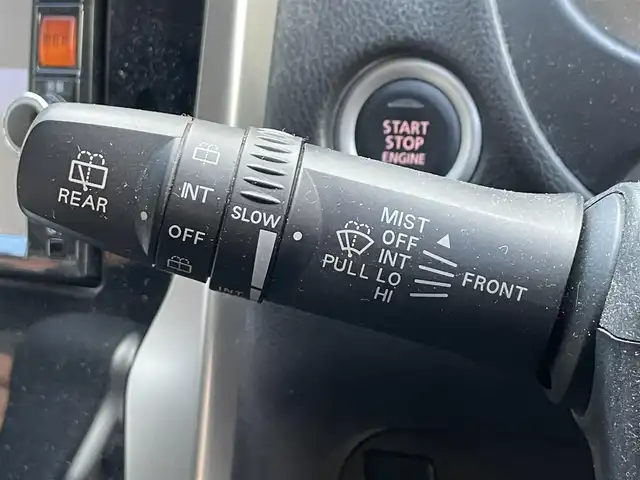 START
STOP
ENGINE
REAR
INT
OFF
SLOW
MIST
OFF
INT
PULL LO
HI
FRONT